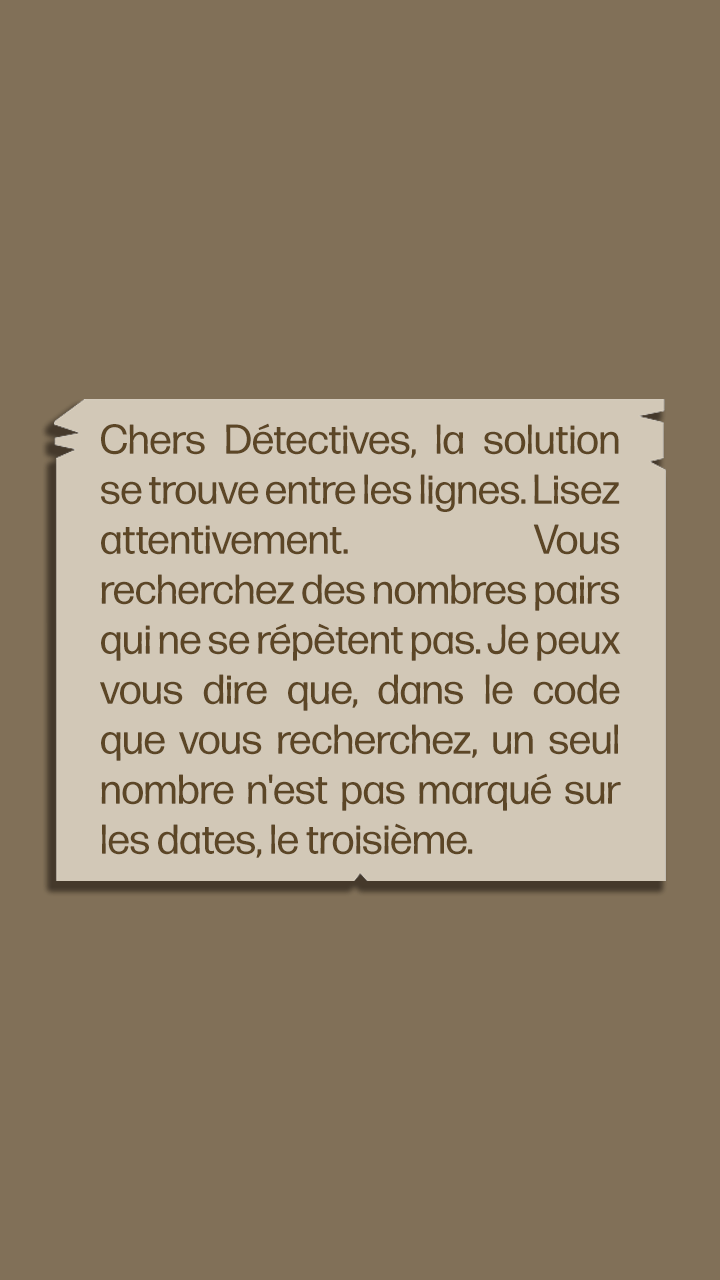 Chers Détectives, la solution
se trouve entre les lignes. Lisez
attentivement. Vous
recherchez des nombres pairs
qui ne se répètent pas. Je peux
vous dire que, dans le code
que vous recherchez, un seul
nombre n'est pas marqué sur
les dates, le troisième.